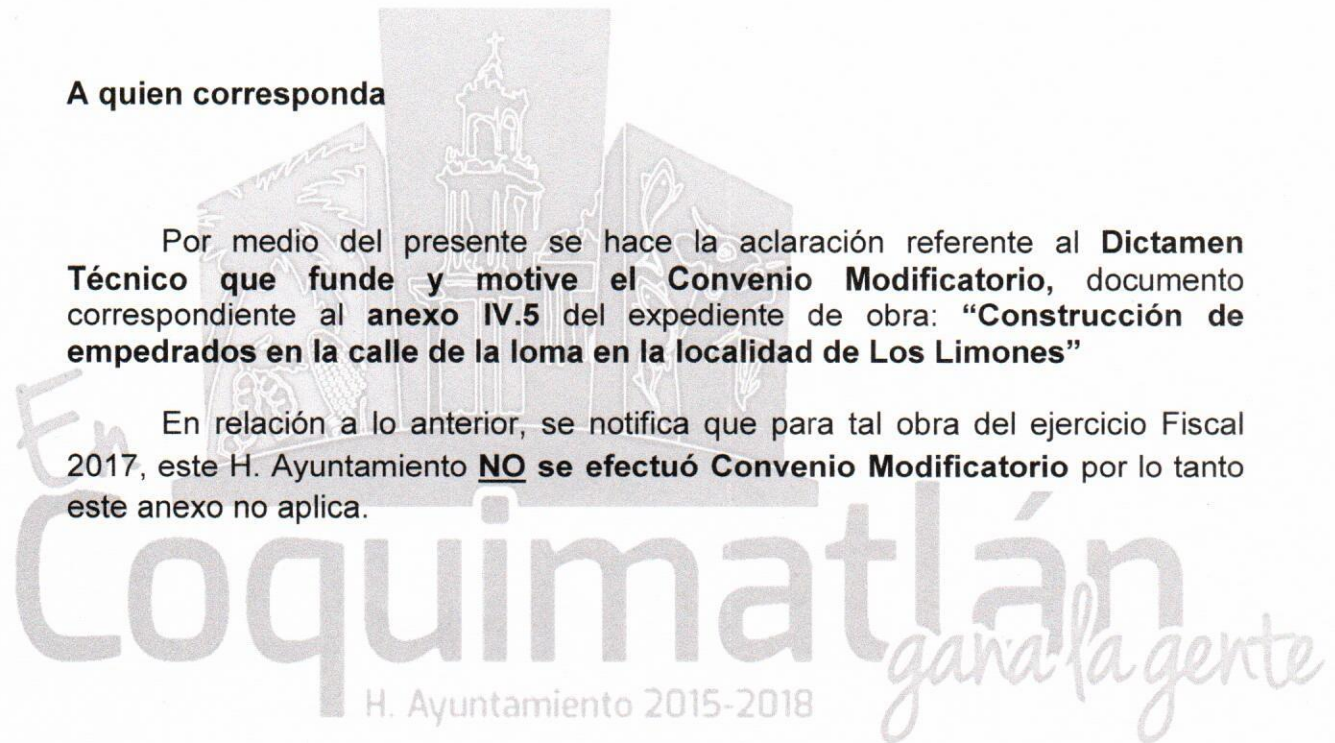 A quien corresponda
Por medio del presente se hace la aclaración referente al Dictamen
Técnico que funde y motive el Convenio Modificatorio, documento
correspondiente al anexo IV.5 del expediente de obra: “Construcción de
empedrados en la calle de la loma en la localidad de Los Limones”
En relación a lo anterior, se notifica que para tal obra del ejercicio Fiscal
2017, este H. Ayuntamiento NO se efectuó Convenio Modificatorio por lo tanto
este anexo no aplica.
En
Coquimatlán
gana la gente
H. Ayuntamiento 2015-2018